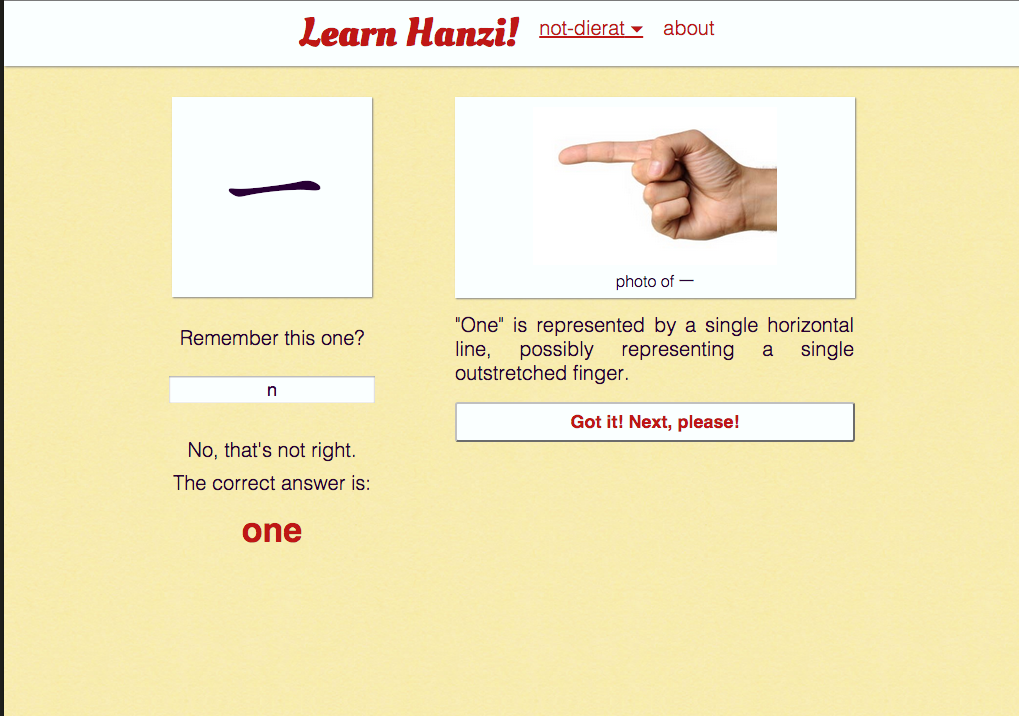 Learn Hanzi!
not-dierat
about
一
Remember this one?
n
No, that's not right.
The correct answer is:
one
photo of 一
"One" is represented by a single horizontal
line, possibly representing a single
outstretched finger.
Got it! Next, please!